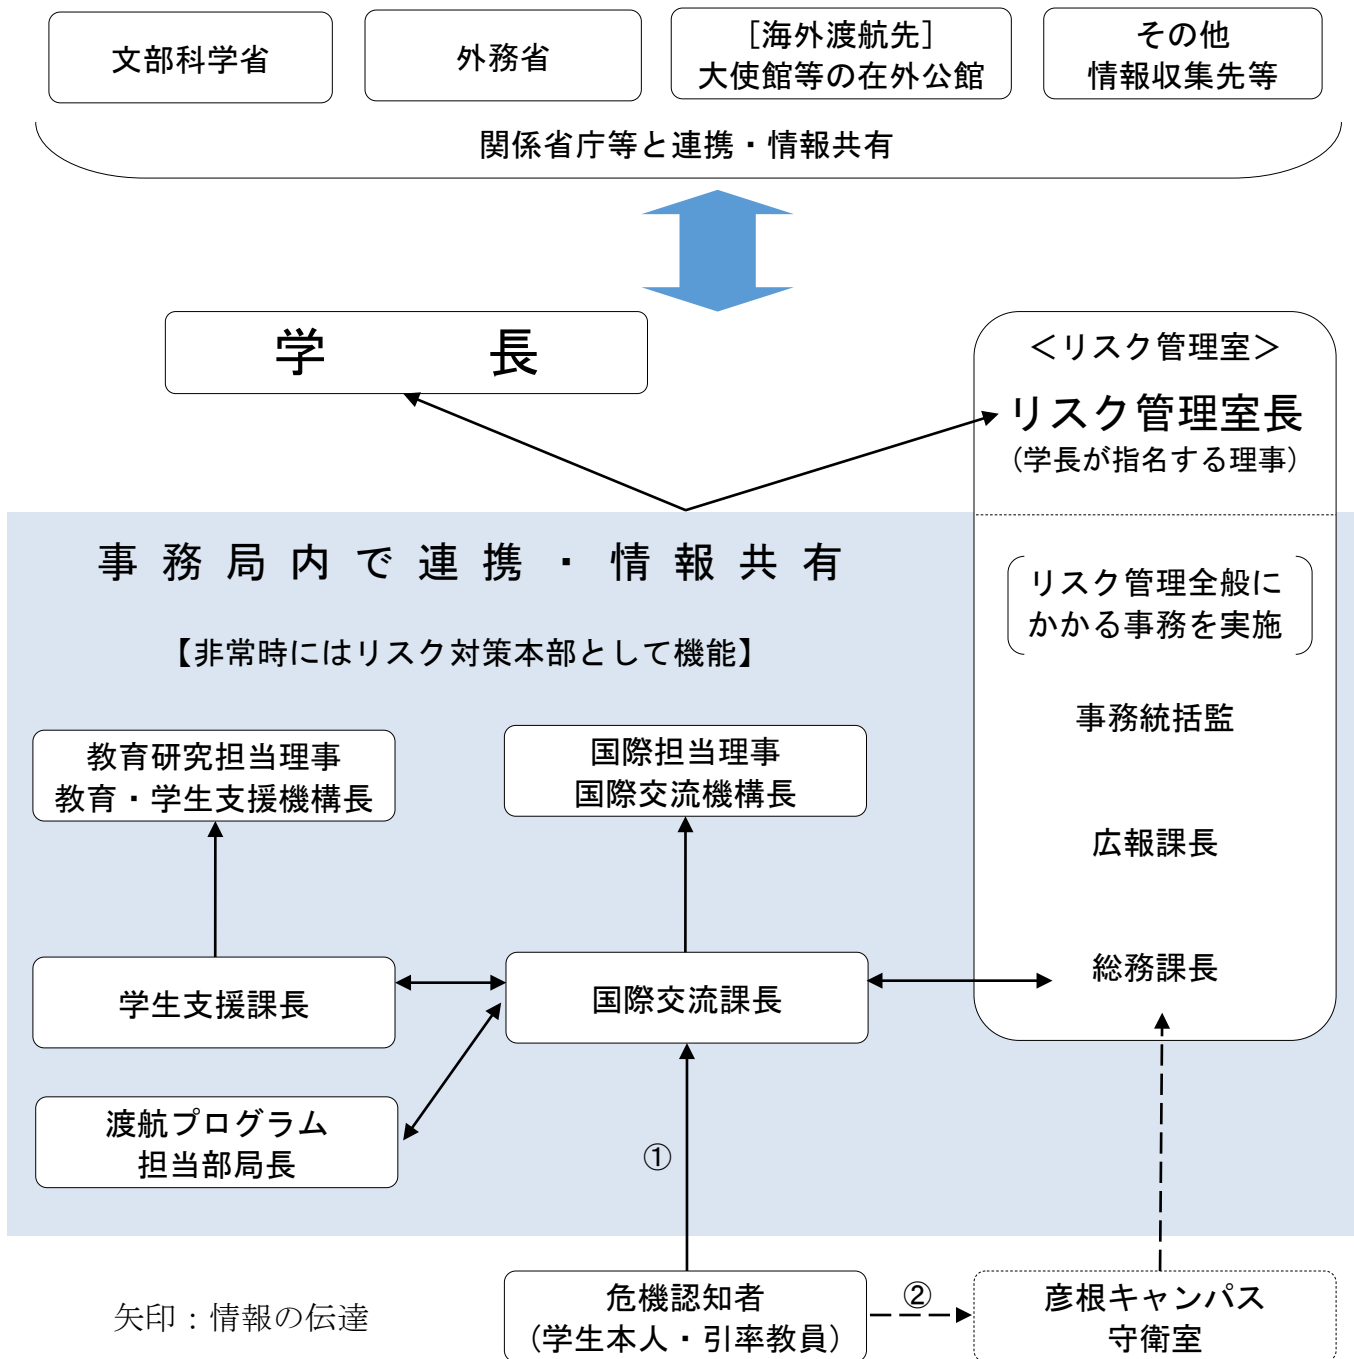 文部科学省
外務省
［海外渡航先］
大使館等の在外公館
その他
情報収集先等
関係省庁等と連携・情報共有
学　　　長
＜リスク管理室＞
リスク管理室長
（学長が指名する理事）
事務局内で連携・情報共有
【非常時にはリスク対策本部として機能】
リスク管理全般に
かかる事務を実施
事務統括監
広報課長
総務課長
教育研究担当理事
教育・学生支援機構長
国際担当理事
国際交流機構長
学生支援課長
国際交流課長
渡航プログラム
担当部局長
①
矢印：情報の伝達
危機認知者
（学生本人・引率教員）
②
彦根キャンパス
守衛室